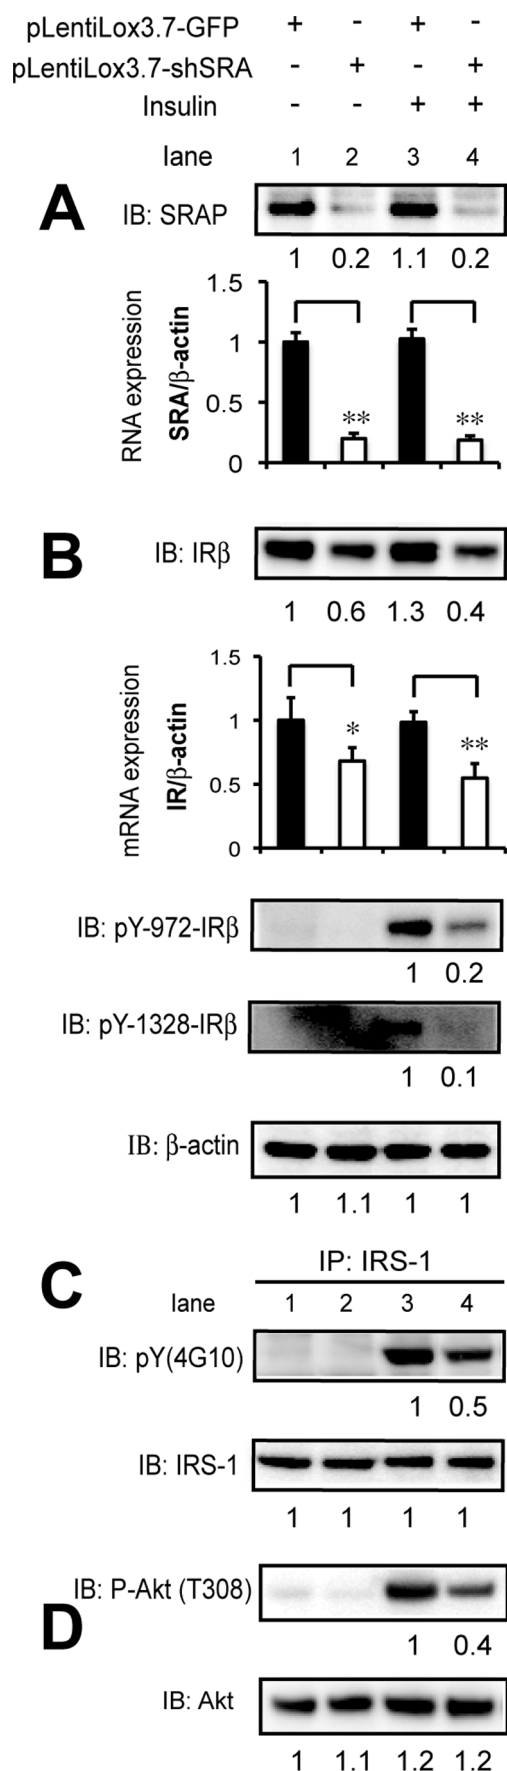 pLentiLox3.7-GFP + - + -
pLentiLox3.7-shSRA - + - +
Insulin - - + +
lane 1 2 3 4
A
IB: SRAP
1 0.2 1.1 0.2
RNA expression
SRA/β-actin
1.5
1
0.5
0
** **
B
IB: IRβ
1 0.6 1.3 0.4
mRNA expression
IR/β-actin
1.5
1
0.5
0
* **
IB: pY-972-IRβ
1 0.2
IB: pY-1328-IRβ
1 0.1
IB: β-actin
1 1.1 1 1
C
IP: IRS-1
lane 1 2 3 4
IB: pY(4G10)
1 0.5
IB: IRS-1
1 1 1 1
IB: P-Akt (T308)
D
1 0.4
IB: Akt
1 1.1 1.2 1.2